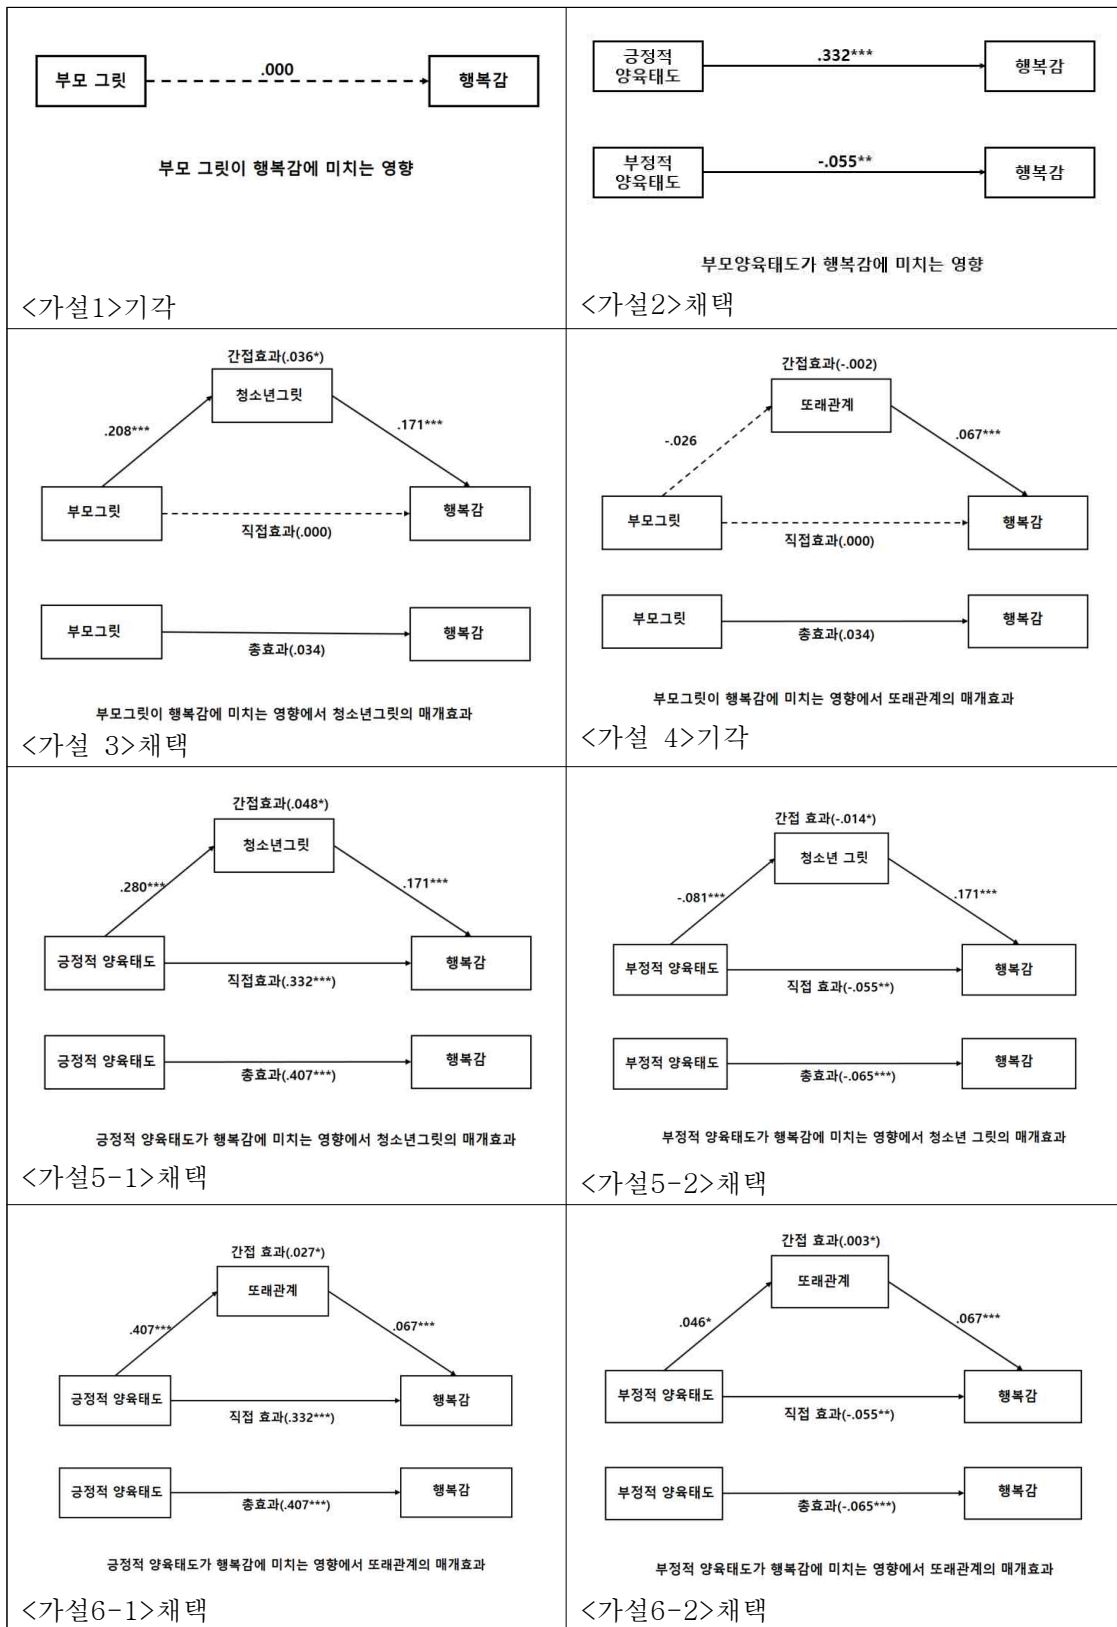 .000
부모 그릿
행복감
부모 그릿이 행복감에 미치는 영향
<가설1>기각
긍정적
양육태도
.332***
행복감
부정적
양육태도
-.055**
행복감
부모양육태도가 행복감에 미치는 영향
<가설2>채택
간접효과(.036*)
청소년그릿
.208***
.171***
부모그릿
행복감
직접효과(.000)
부모그릿
행복감
총효과(.034)
부모그릿이 행복감에 미치는 영향에서 청소년그릿의 매개효과
<가설 3>채택
간접효과(-.002)
또래관계
-.026
.067***
부모그릿
행복감
직접효과(.000)
부모그릿
행복감
총효과(.034)
부모그릿이 행복감에 미치는 영향에서 또래관계의 매개효과
<가설 4>기각
간접효과(.048*)
청소년그릿
.280***
.171***
긍정적 양육태도
행복감
직접효과(.332***)
긍정적 양육태도
행복감
총효과(.407***)
긍정적 양육태도가 행복감에 미치는 영향에서 청소년그릿의 매개효과
<가설5-1>채택
간접 효과(-.014*)
청소년 그릿
-.081***
.171***
부정적 양육태도
행복감
직접 효과(-.055**)
부정적 양육태도
행복감
총효과(-.065***)
부정적 양육태도가 행복감에 미치는 영향에서 청소년 그릿의 매개효과
<가설5-2>채택
간접 효과(.027*)
또래관계
.407***
.067***
긍정적 양육태도
행복감
직접 효과(.332***)
긍정적 양육태도
행복감
총효과(.407***)
긍정적 양육태도가 행복감에 미치는 영향에서 또래관계의 매개효과
<가설6-1>채택
간접 효과(.003*)
또래관계
.046*
.067***
부정적 양육태도
행복감
직접 효과(-.055**)
부정적 양육태도
행복감
총효과(-.065***)
부정적 양육태도가 행복감에 미치는 영향에서 또래관계의 매개효과
<가설6-2>채택